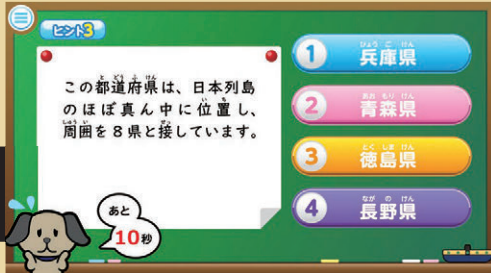 ヒント3
この都道府県は、日本列島
のほぼ真ん中に位置し、
周囲を8県と接しています。
1 兵庫県
2 青森県
3 徳島県
4 長野県
あと
10秒